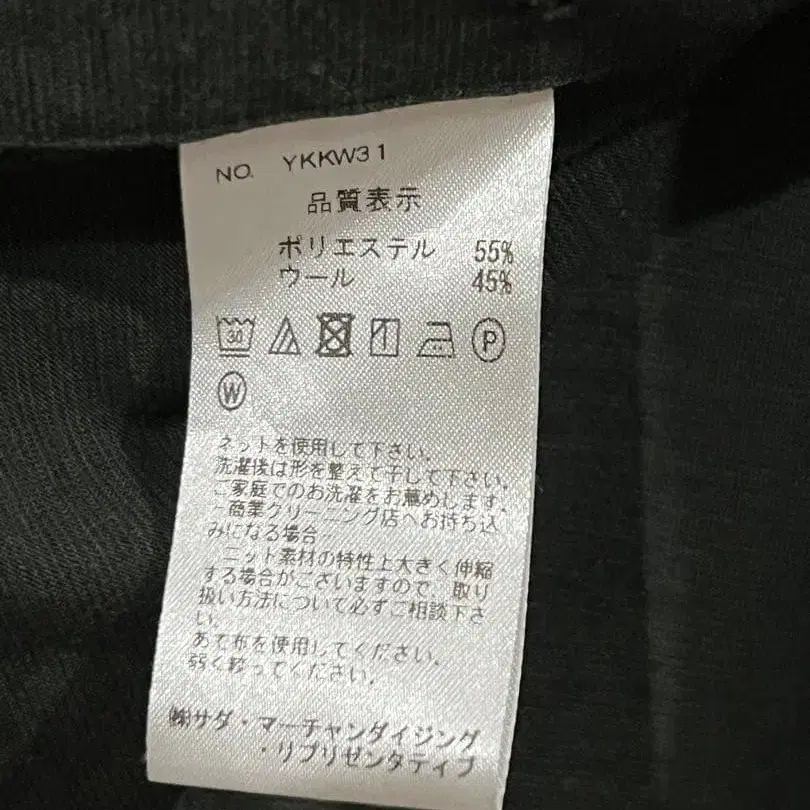 NO. YKKW31
品質表示
ポリエステル 55%
ウール 45%
30 P
W
ネットを使用して下さい。
洗濯後は形を整えて干して下さい。
ご家庭でのお洗濯をお薦めします。
－商業クリーニング店へお持ち込
みになる場合－
ニット素材の特性上大きく伸縮
する場合がございますので、取り
扱い方法について必ずご相談下さ
い。
あて布を使用してください。
弱く絞ってください。
㈱サダ・マーチャンダイジング
・リプリゼンタティブ